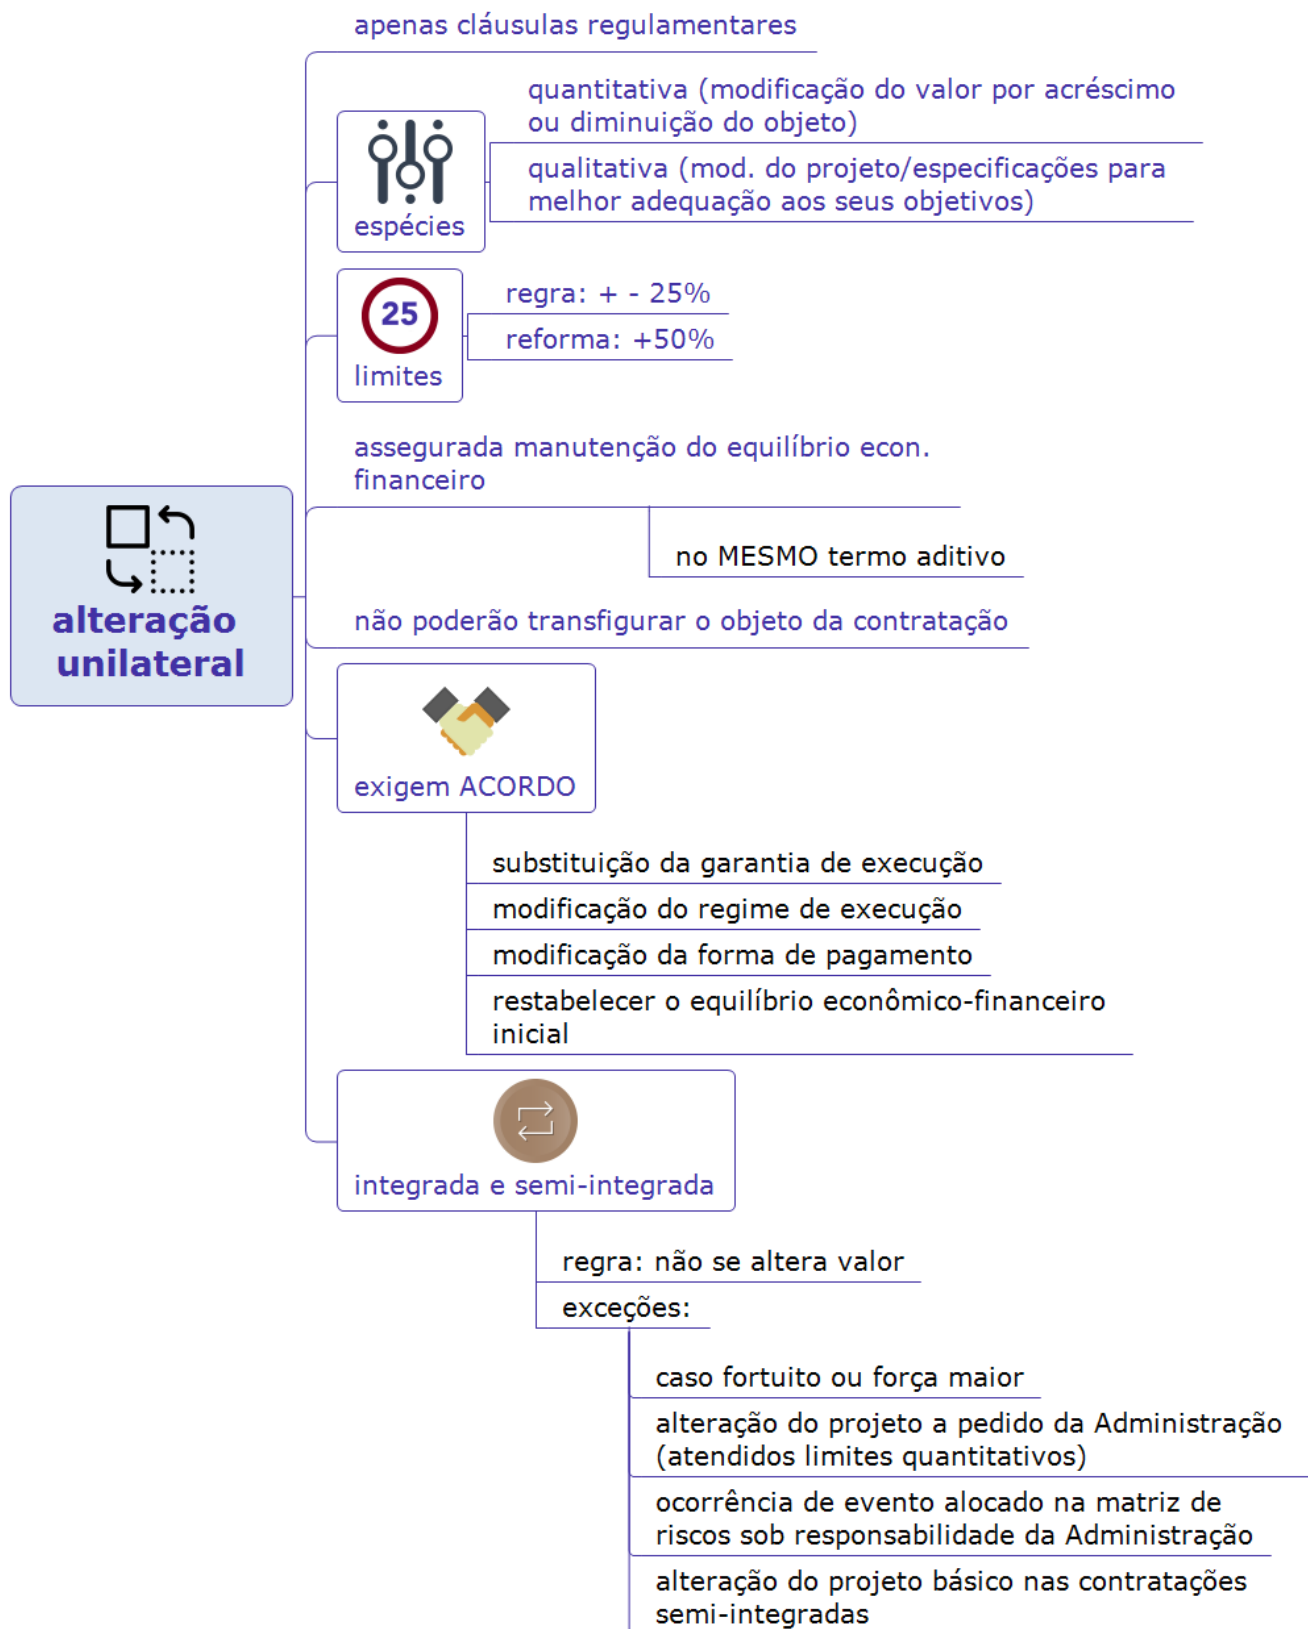 apenas cláusulas regulamentares
quantitativa (modificação do valor por acréscimo
ou diminuição do objeto)
qualitativa (mod. do projeto/especificações para
melhor adequação aos seus objetivos)
espécies
25
limites
regra: + - 25%
reforma: +50%
assegurada manutenção do equilíbrio econ.
financeiro
no MESMO termo aditivo
alteração
unilateral
não poderão transfigurar o objeto da contratação
exigem ACORDO
substituição da garantia de execução
modificação do regime de execução
modificação da forma de pagamento
restabelecer o equilíbrio econômico-financeiro
inicial
integrada e semi-integrada
regra: não se altera valor
exceções:
caso fortuito ou força maior
alteração do projeto a pedido da Administração
(atendidos limites quantitativos)
ocorrência de evento alocado na matriz de
riscos sob responsabilidade da Administração
alteração do projeto básico nas contratações
semi-integradas